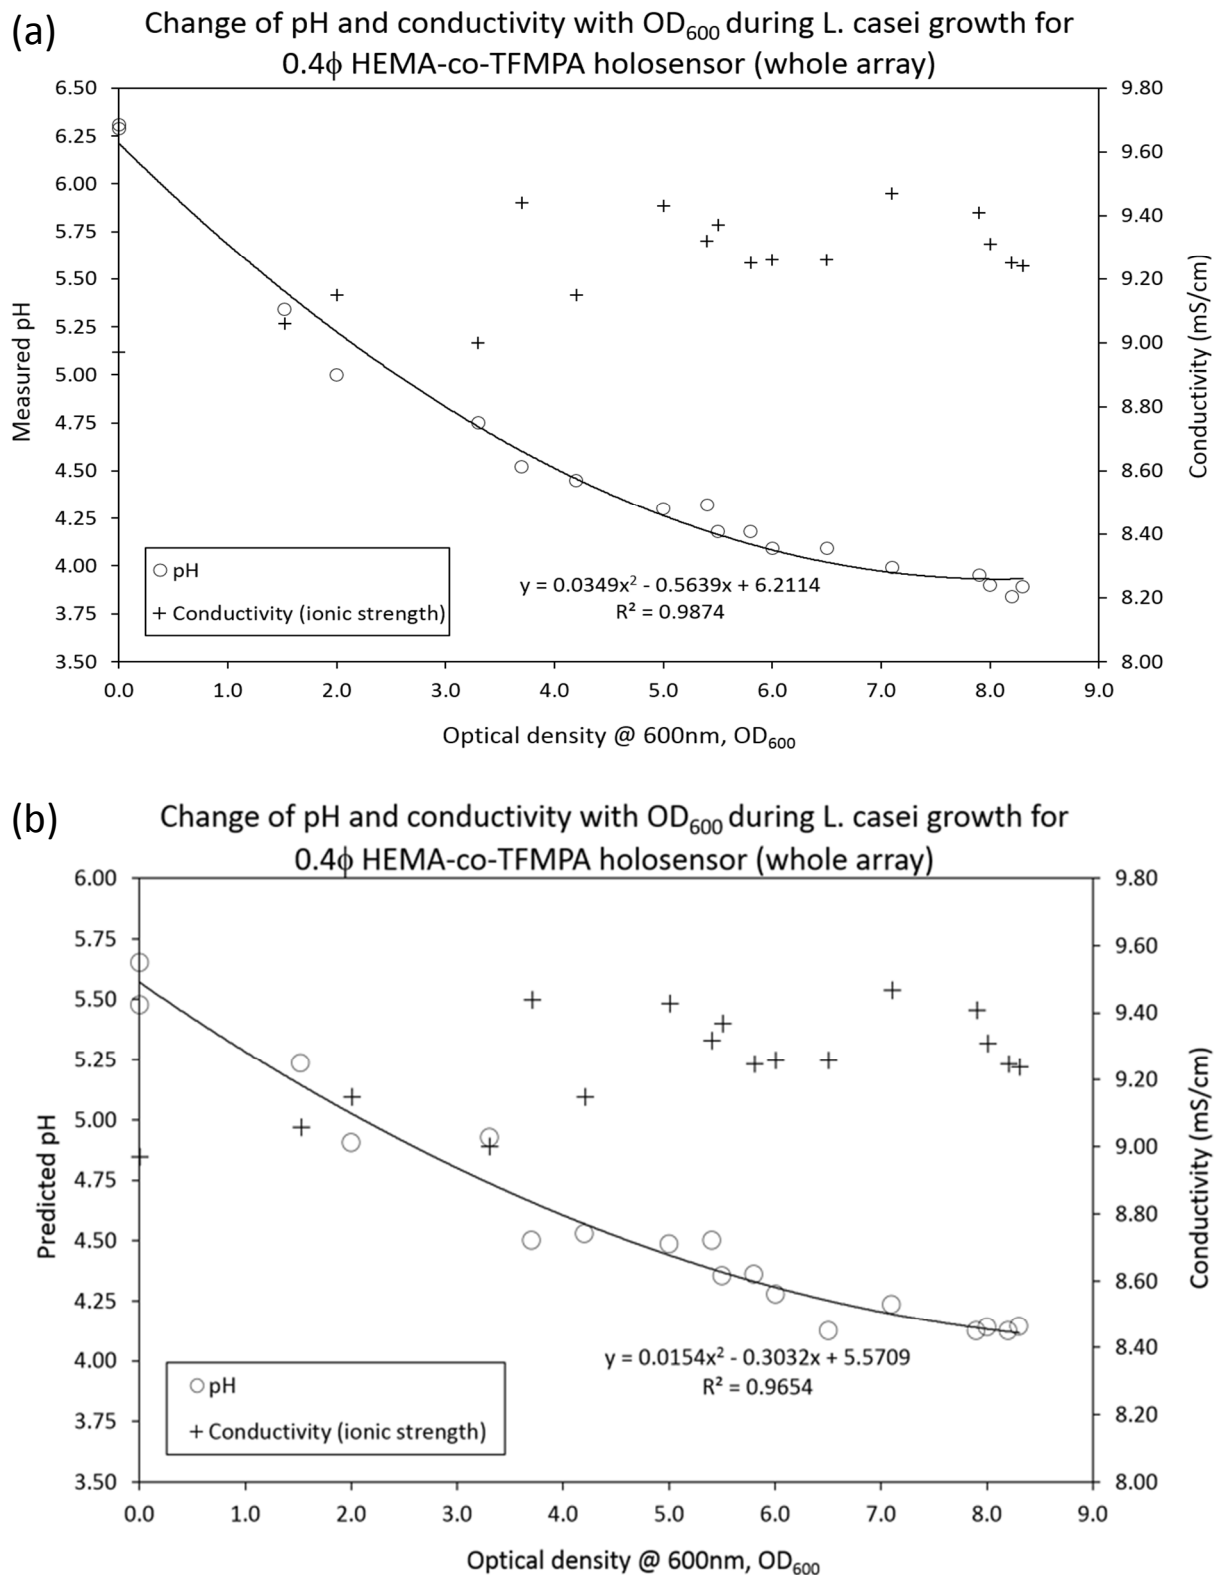 (a)
Change of pH and conductivity with OD600 during L. casei growth for
0.4ϕ HEMA-co-TFMPA holosensor (whole array)
6.50
6.25
6.00
5.75
5.50
5.25
5.00
4.75
4.50
4.25
4.00
3.75
3.50
Measured pH
9.80
9.60
9.40
9.20
9.00
8.80
8.60
8.40
8.20
8.00
Conductivity (mS/cm)
pH
Conductivity (ionic strength)
y = 0.0349x² - 0.5639x + 6.2114
R² = 0.9874
0.0 1.0 2.0 3.0 4.0 5.0 6.0 7.0 8.0 9.0
Optical density @ 600nm, OD600
(b)
Change of pH and conductivity with OD600 during L. casei growth for
0.4ϕ HEMA-co-TFMPA holosensor (whole array)
6.00
5.75
5.50
5.25
5.00
4.75
4.50
4.25
4.00
3.75
3.50
Predicted pH
9.80
9.60
9.40
9.20
9.00
8.80
8.60
8.40
8.20
8.00
Conductivity (mS/cm)
y = 0.0154x² - 0.3032x + 5.5709
R² = 0.9654
pH
Conductivity (ionic strength)
0.0 1.0 2.0 3.0 4.0 5.0 6.0 7.0 8.0 9.0
Optical density @ 600nm, OD600